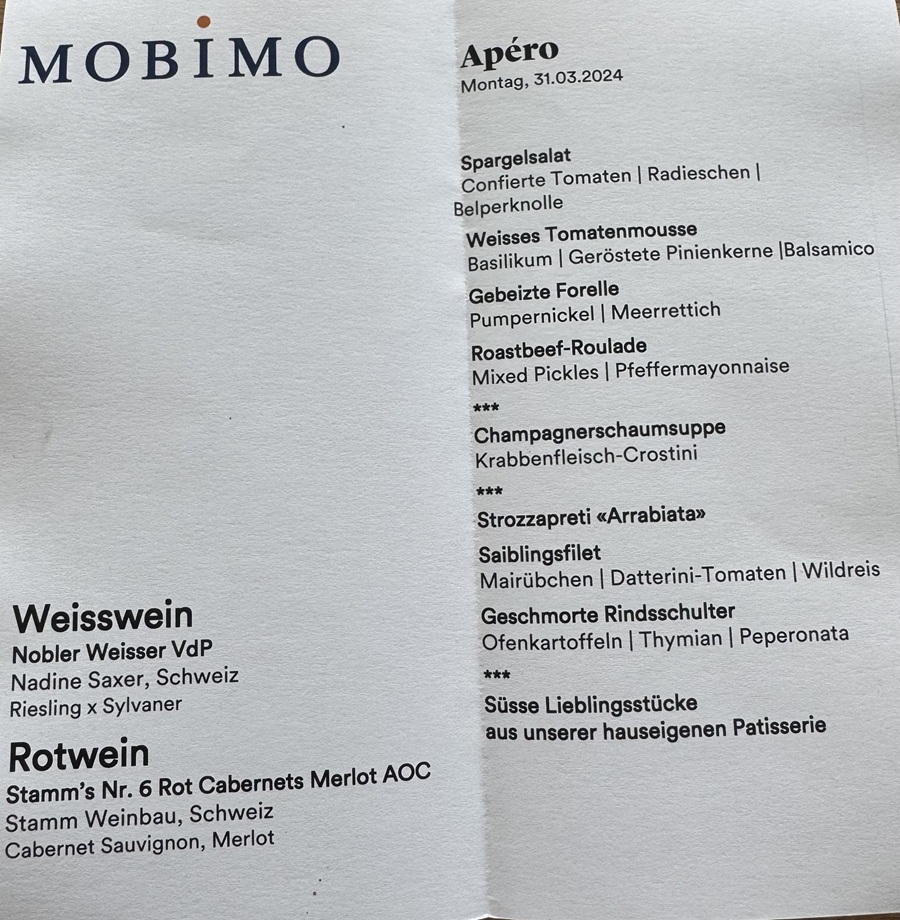 MOBIMO
Weisswein
Nobler Weisser VdP
Nadine Saxer, Schweiz
Riesling x Sylvaner
Rotwein
Stamm's Nr. 6 Rot Cabernets Merlot AOC
Stamm Weinbau, Schweiz
Cabernet Sauvignon, Merlot
Apéro
Montag, 31.03.2024
Spargelsalat
Confierte Tomaten | Radieschen |
Belperknolle
Weisses Tomatenmousse
Basilikum | Geröstete Pinienkerne |Balsamico
Gebeizte Forelle
Pumpernickel | Meerrettich
Roastbeef-Roulade
Mixed Pickles | Pfeffermayonnaise
***
Champagnerschaumsuppe
Krabbenfleisch-Crostini
***
Strozzapreti «Arrabiata»
Saiblingsfilet
Mairübchen | Datterini-Tomaten | Wildreis
Geschmorte Rindsschulter
Ofenkartoffeln | Thymian | Peperonata
***
Süsse Lieblingsstücke
aus unserer hauseigenen Patisserie